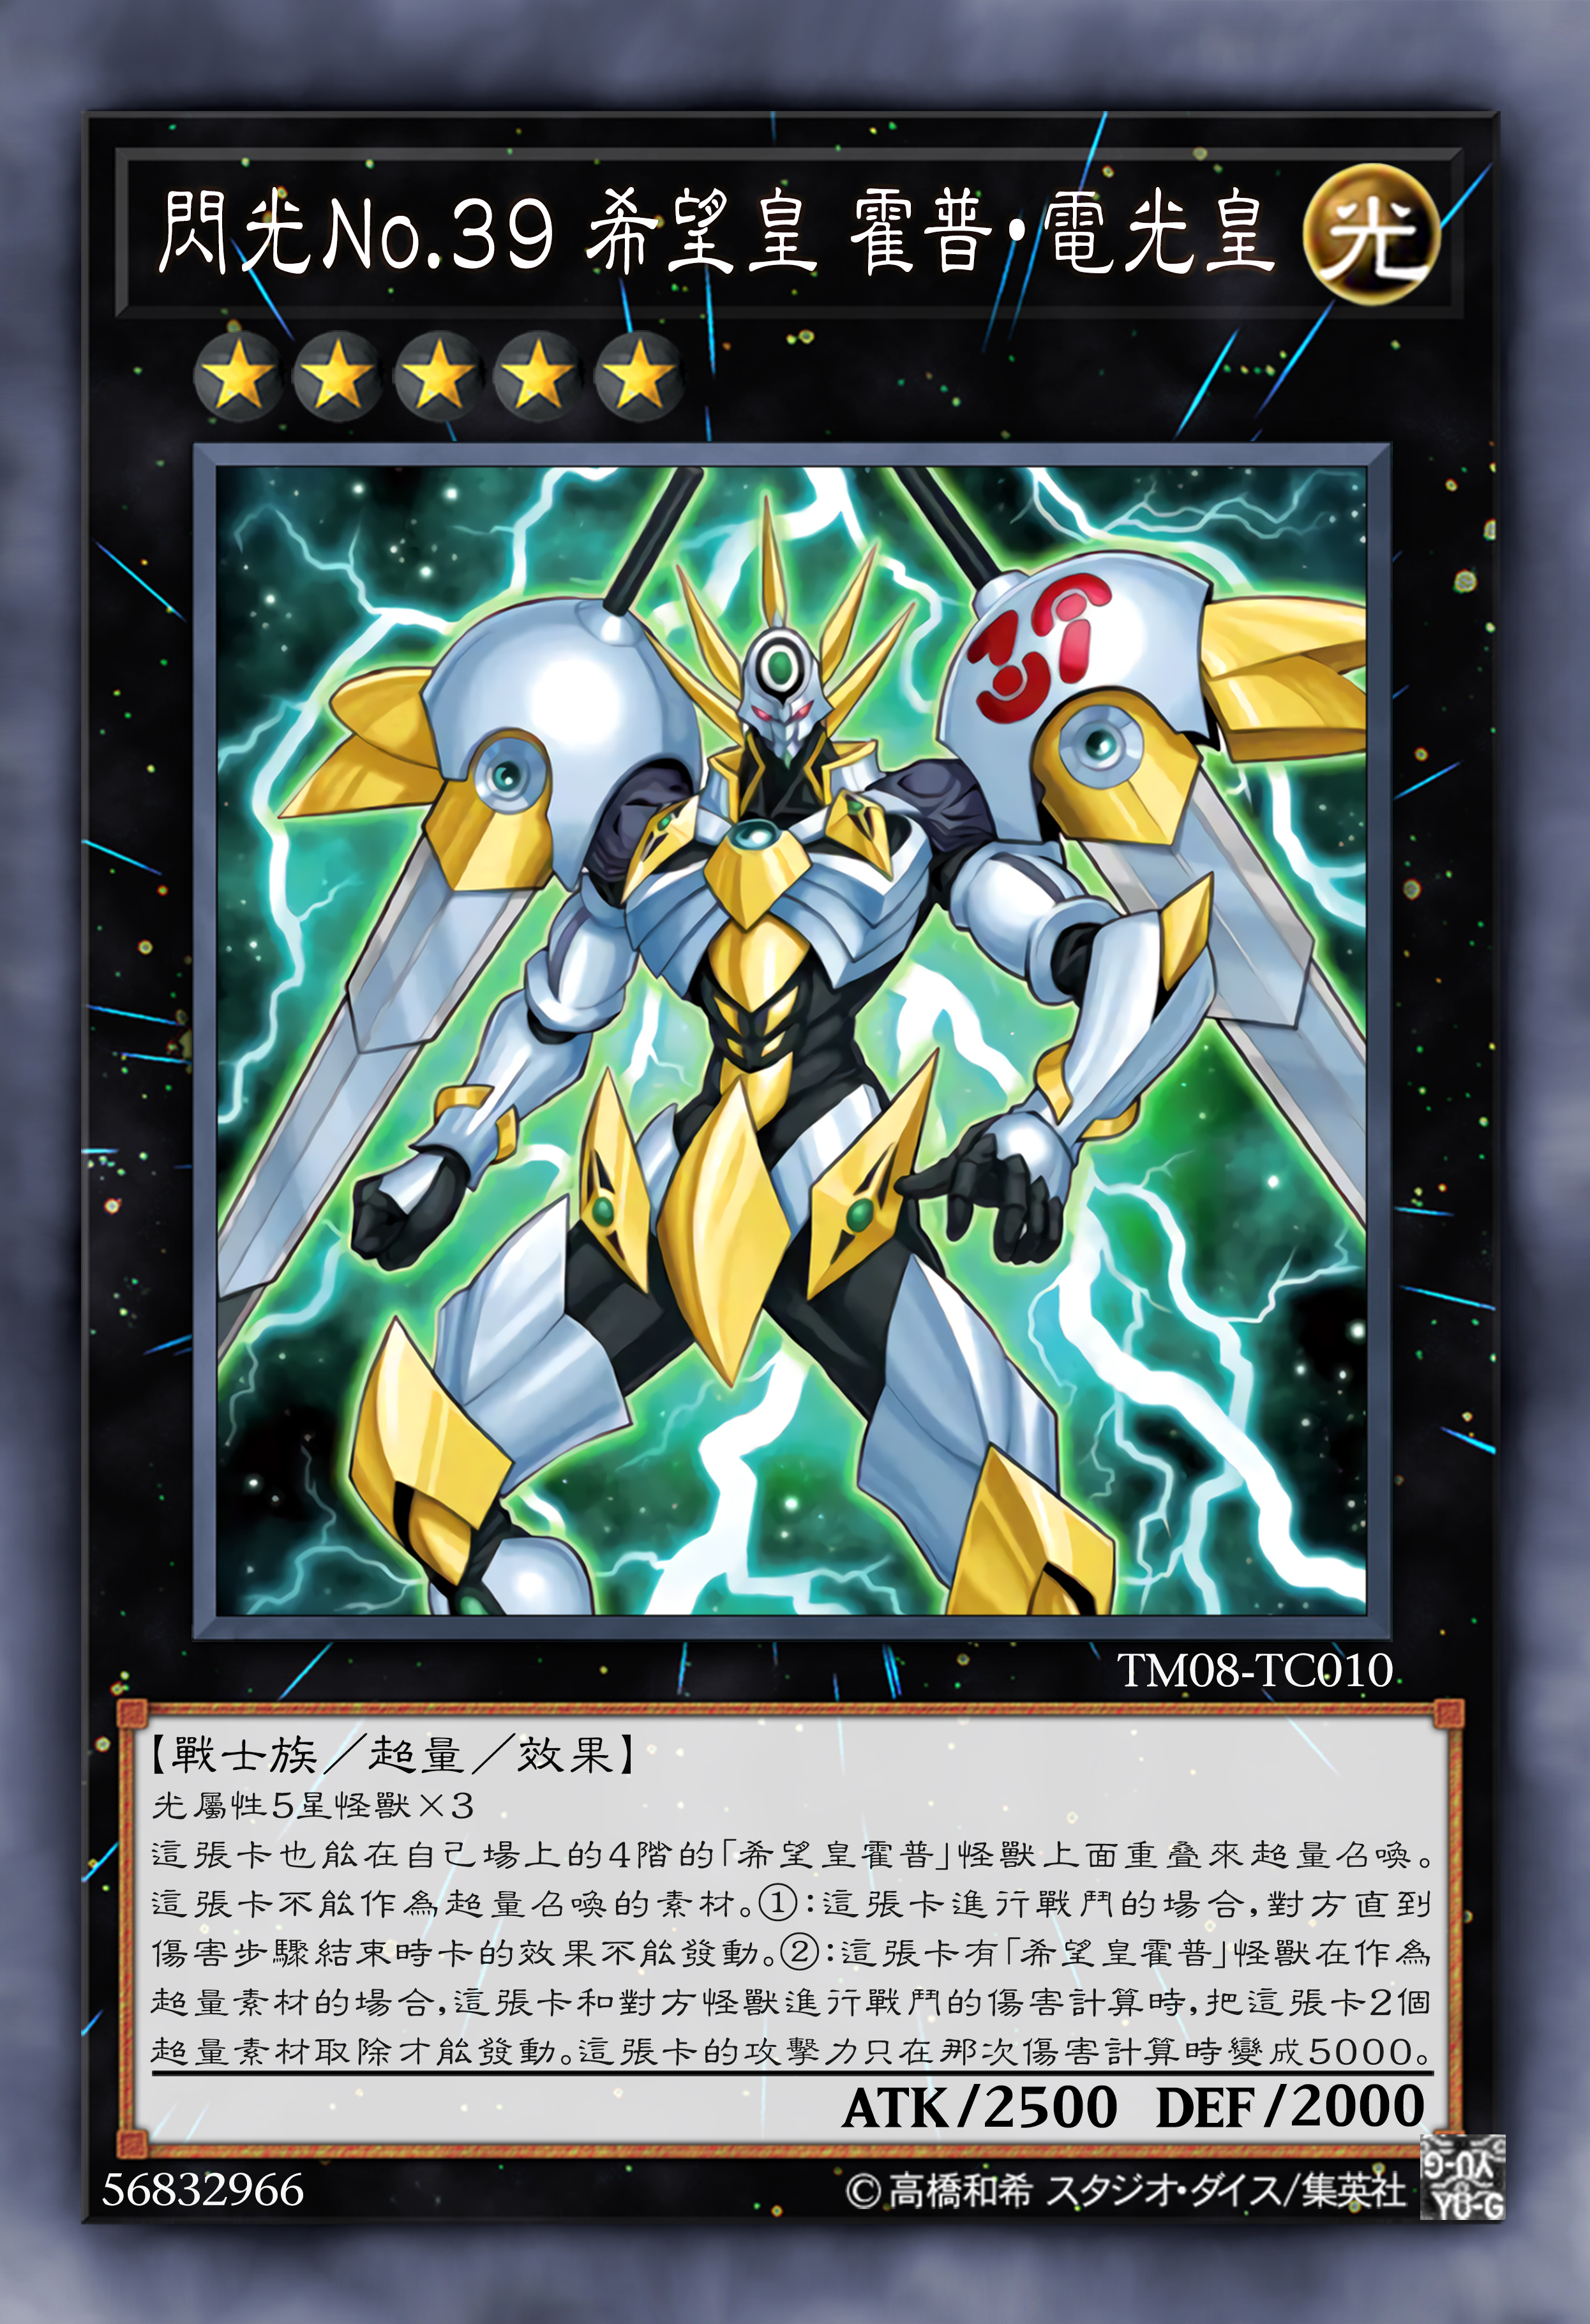 閃光No.39 希望皇 霍普・電光皇
光
39
TM08-TC010
【戰士族／超量／效果】
光屬性5星怪獸×3
這張卡也能在自己場上的4階的「希望皇霍普」怪獸上面重疊來超量召喚。
這張卡不能作為超量召喚的素材。①：這張卡進行戰鬥的場合，對方直到
傷害步驟結束時卡的效果不能發動。②：這張卡有「希望皇霍普」怪獸在作為
超量素材的場合，這張卡和對方怪獸進行戰鬥的傷害計算時，把這張卡2個
超量素材取除才能發動。這張卡的攻擊力只在那次傷害計算時變成5000。
ATK/2500 DEF/2000
56832966
©高橋和希 スタジオ・ダイス/集英社
YU-G